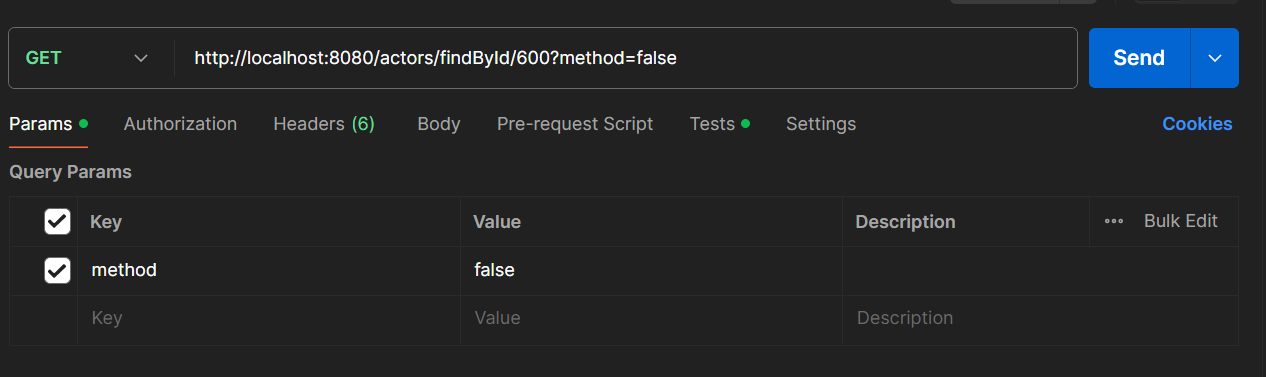 GET http://localhost:8080/actors/findById/600?method=false Send
Params Authorization Headers (6) Body Pre-request Script Tests Settings Cookies
Query Params
Key Value Description Bulk Edit
method false
Key Value Description